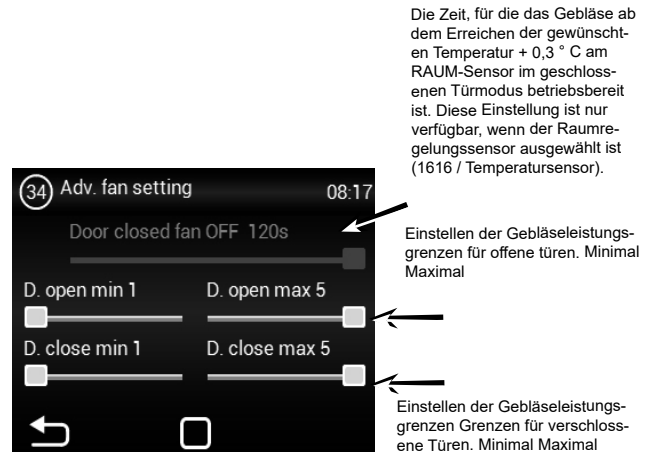 Die Zeit, für die das Gebläse ab
dem Erreichen der gewünscht-
en Temperatur + 0,3 ° C am
RAUM-Sensor im geschloss-
enen Türmodus betriebsbereit
ist. Diese Einstellung ist nur
verfügbar, wenn der Raumre-
gelungssensor ausgewählt ist
(1616 / Temperatursensor).
34 Adv. fan setting 08:17
Door closed fan OFF 120s
Einstellen der Gebläseleistungs-
grenzen für offene türen. Minimal
Maximal
D. open min 1 D. open max 5
D. close min 1 D. close max 5
Einstellen der Gebläseleistungs-
grenzen Grenzen für verschloss-
ene Türen. Minimal Maximal